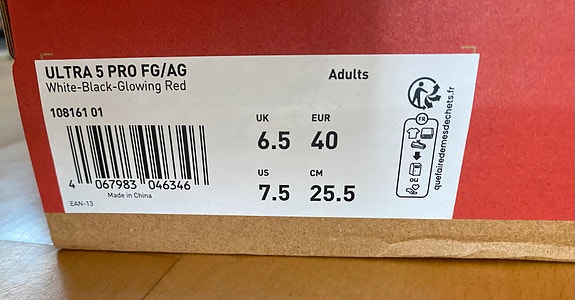 ULTRA 5 PRO FG/AG
White-Black-Glowing Red
Adults
108161 01
UK EUR
6.5 40
US CM
7.5 25.5
4 067983 046346
Made in China
EAN-13
FR
quefairedemesdechets.fr